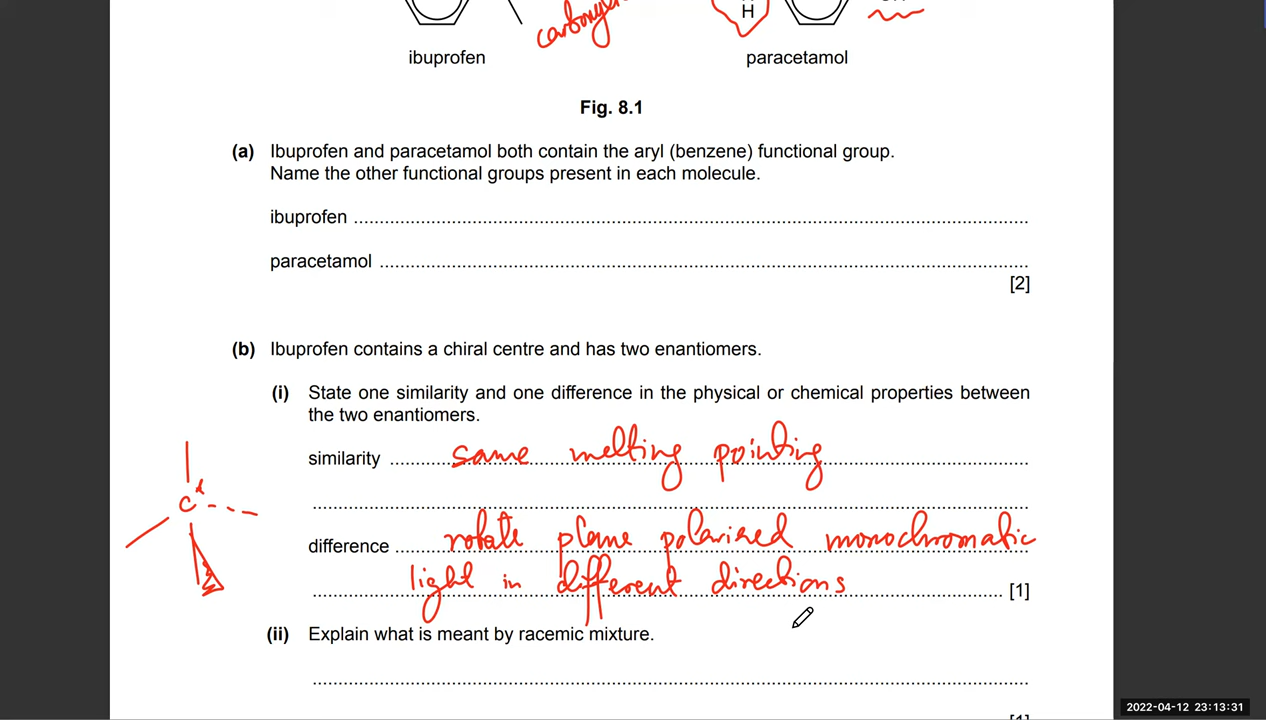 carboxyl
H
ibuprofen
paracetamol
Fig. 8.1
(a) Ibuprofen and paracetamol both contain the aryl (benzene) functional group.
Name the other functional groups present in each molecule.
ibuprofen ................................................................
paracetamol ................................................................
[2]
(b) Ibuprofen contains a chiral centre and has two enantiomers.
(i) State one similarity and one difference in the physical or chemical properties between
the two enantiomers.
similarity same melting pointing
C
difference rotate plane polarised monochromatic
light in different directions [1]
(ii) Explain what is meant by racemic mixture.
2022-04-12 23:13:31